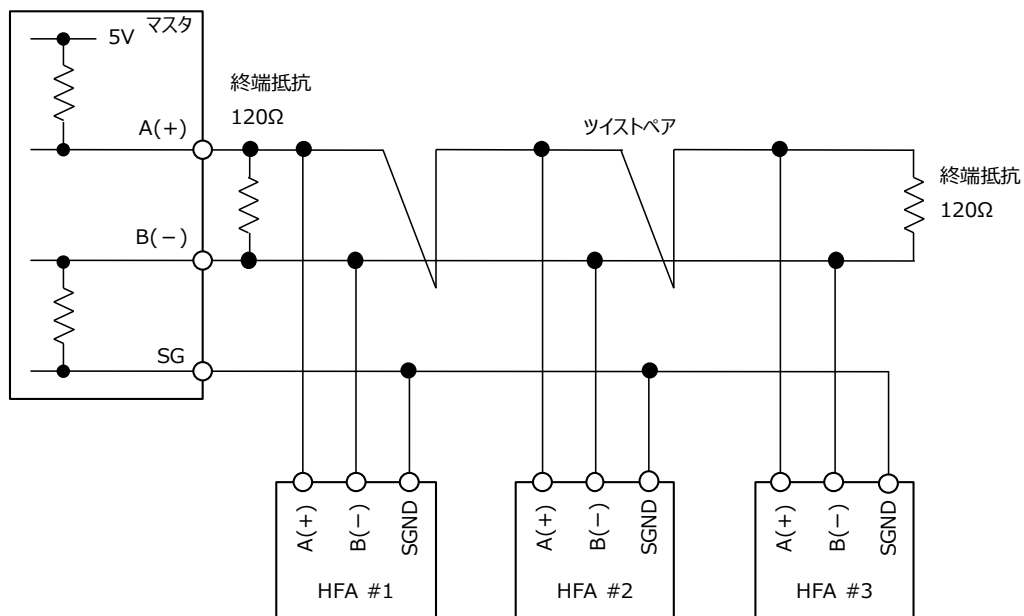 マスタ
5V
終端抵抗
120Ω
A(+)
ツイストペア
終端抵抗
120Ω
B(－)
SG
A(+)
B(－)
SGND
A(+)
B(－)
SGND
A(+)
B(－)
SGND
HFA #1
HFA #2
HFA #3